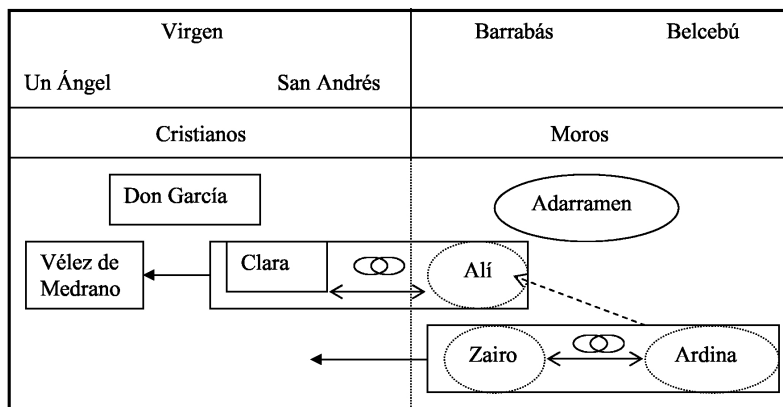 Virgen
Barrabás
Belcebú
Un Ángel
San Andrés
Cristianos
Moros
Don García
Adarramen
Vélez de
Medrano
Clara
Alí
Zairo
Ardina